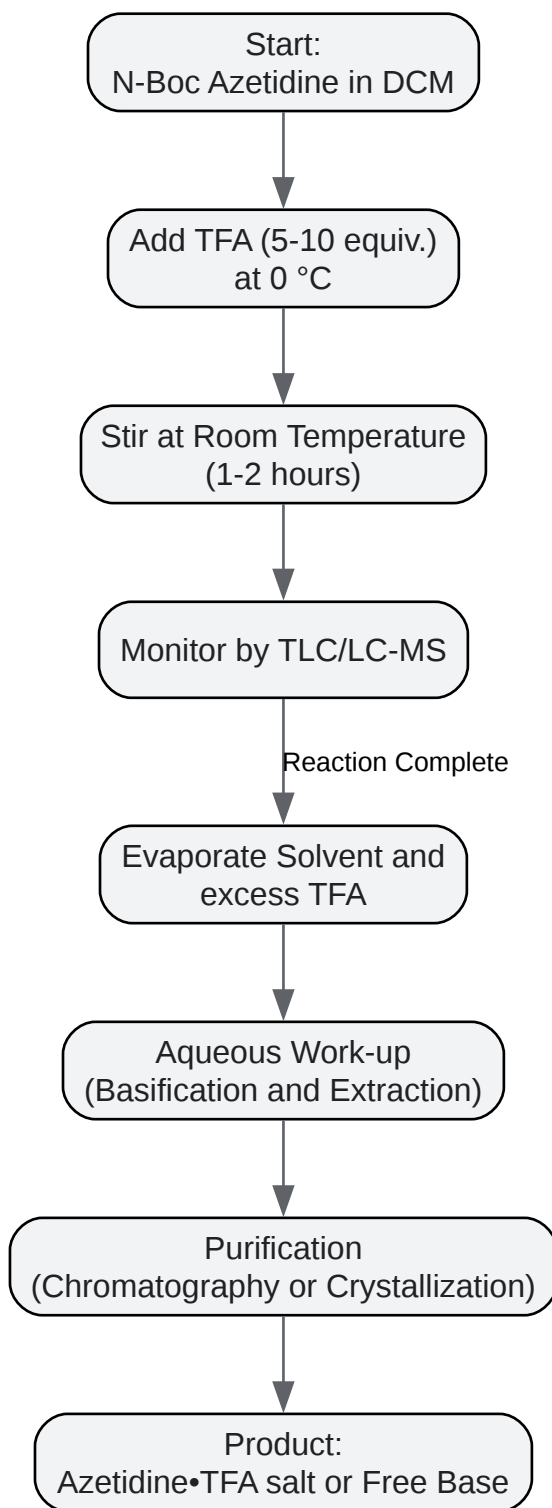 Start:
N-Boc Azetidine in DCM
Add TFA (5-10 equiv.)
at 0 °C
Stir at Room Temperature
(1-2 hours)
Monitor by TLC/LC-MS
Reaction Complete
Evaporate Solvent and
excess TFA
Aqueous Work-up
(Basification and Extraction)
Purification
(Chromatography or Crystallization)
Product:
Azetidine•TFA salt or Free Base